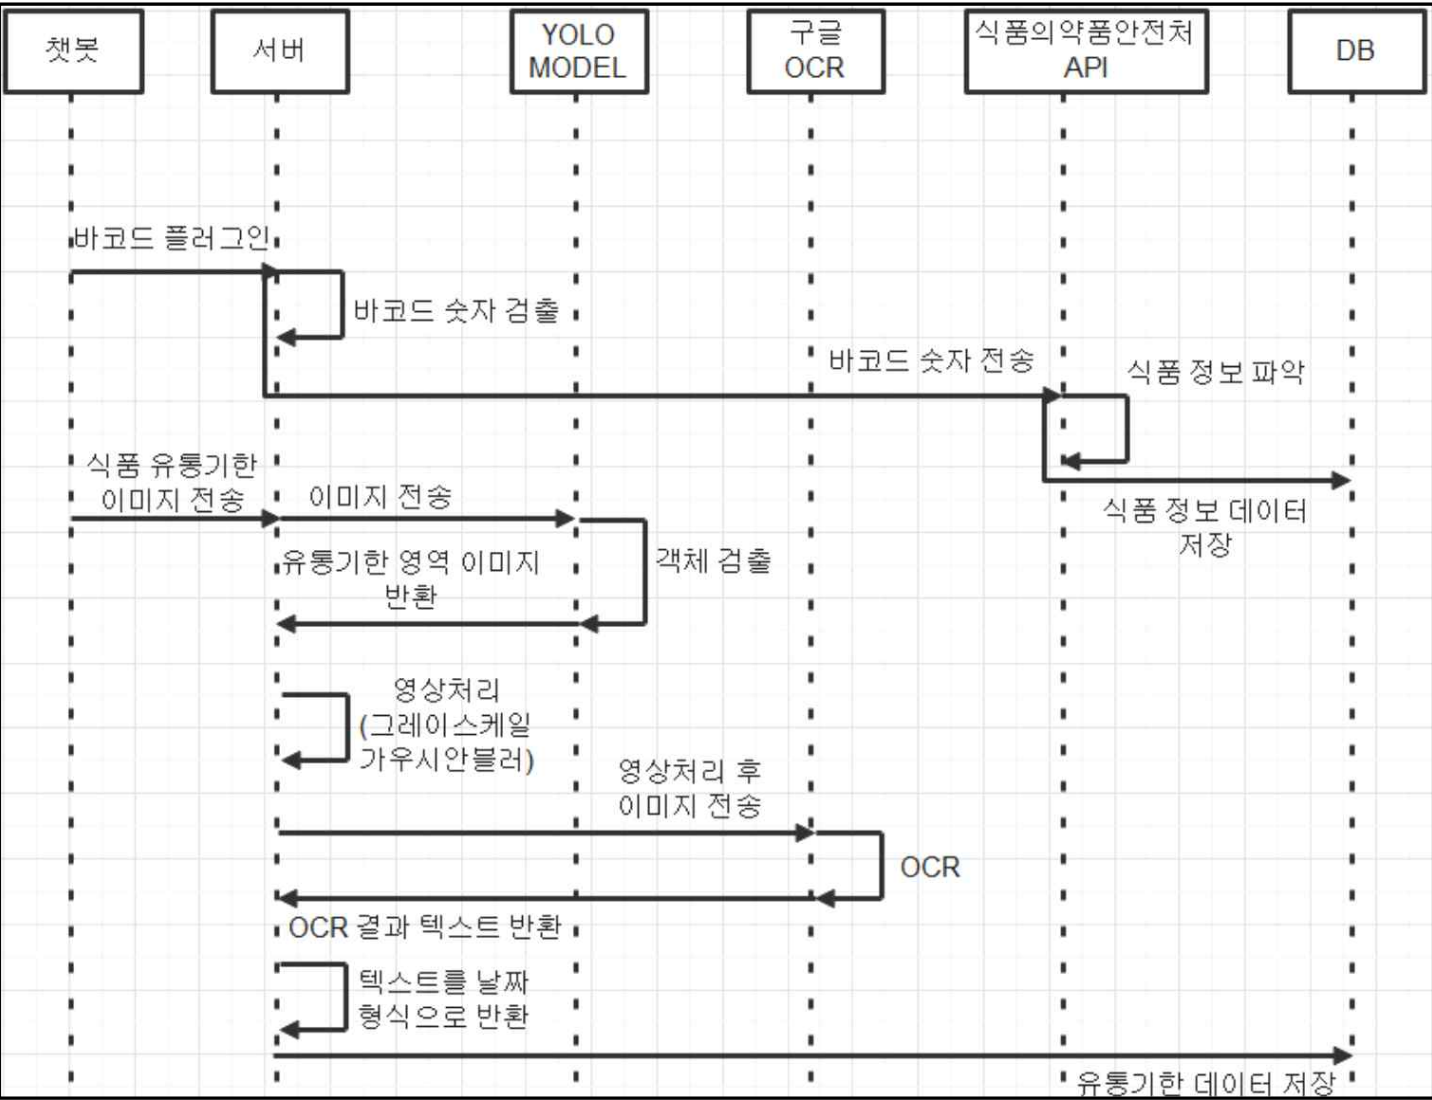 챗봇
서버
YOLO
MODEL
구글
OCR
식품의약품안전처
API
DB
바코드 플러그인
바코드 숫자 검출
바코드 숫자 전송
식품 정보 파악
식품 유통기한
이미지 전송
이미지 전송
식품 정보 데이터
저장
유통기한 영역 이미지
반환
객체 검출
영상처리
(그레이스케일
가우시안블러)
영상처리 후
이미지 전송
OCR
OCR 결과 텍스트 반환
텍스트를 날짜
형식으로 반환
유통기한 데이터 저장